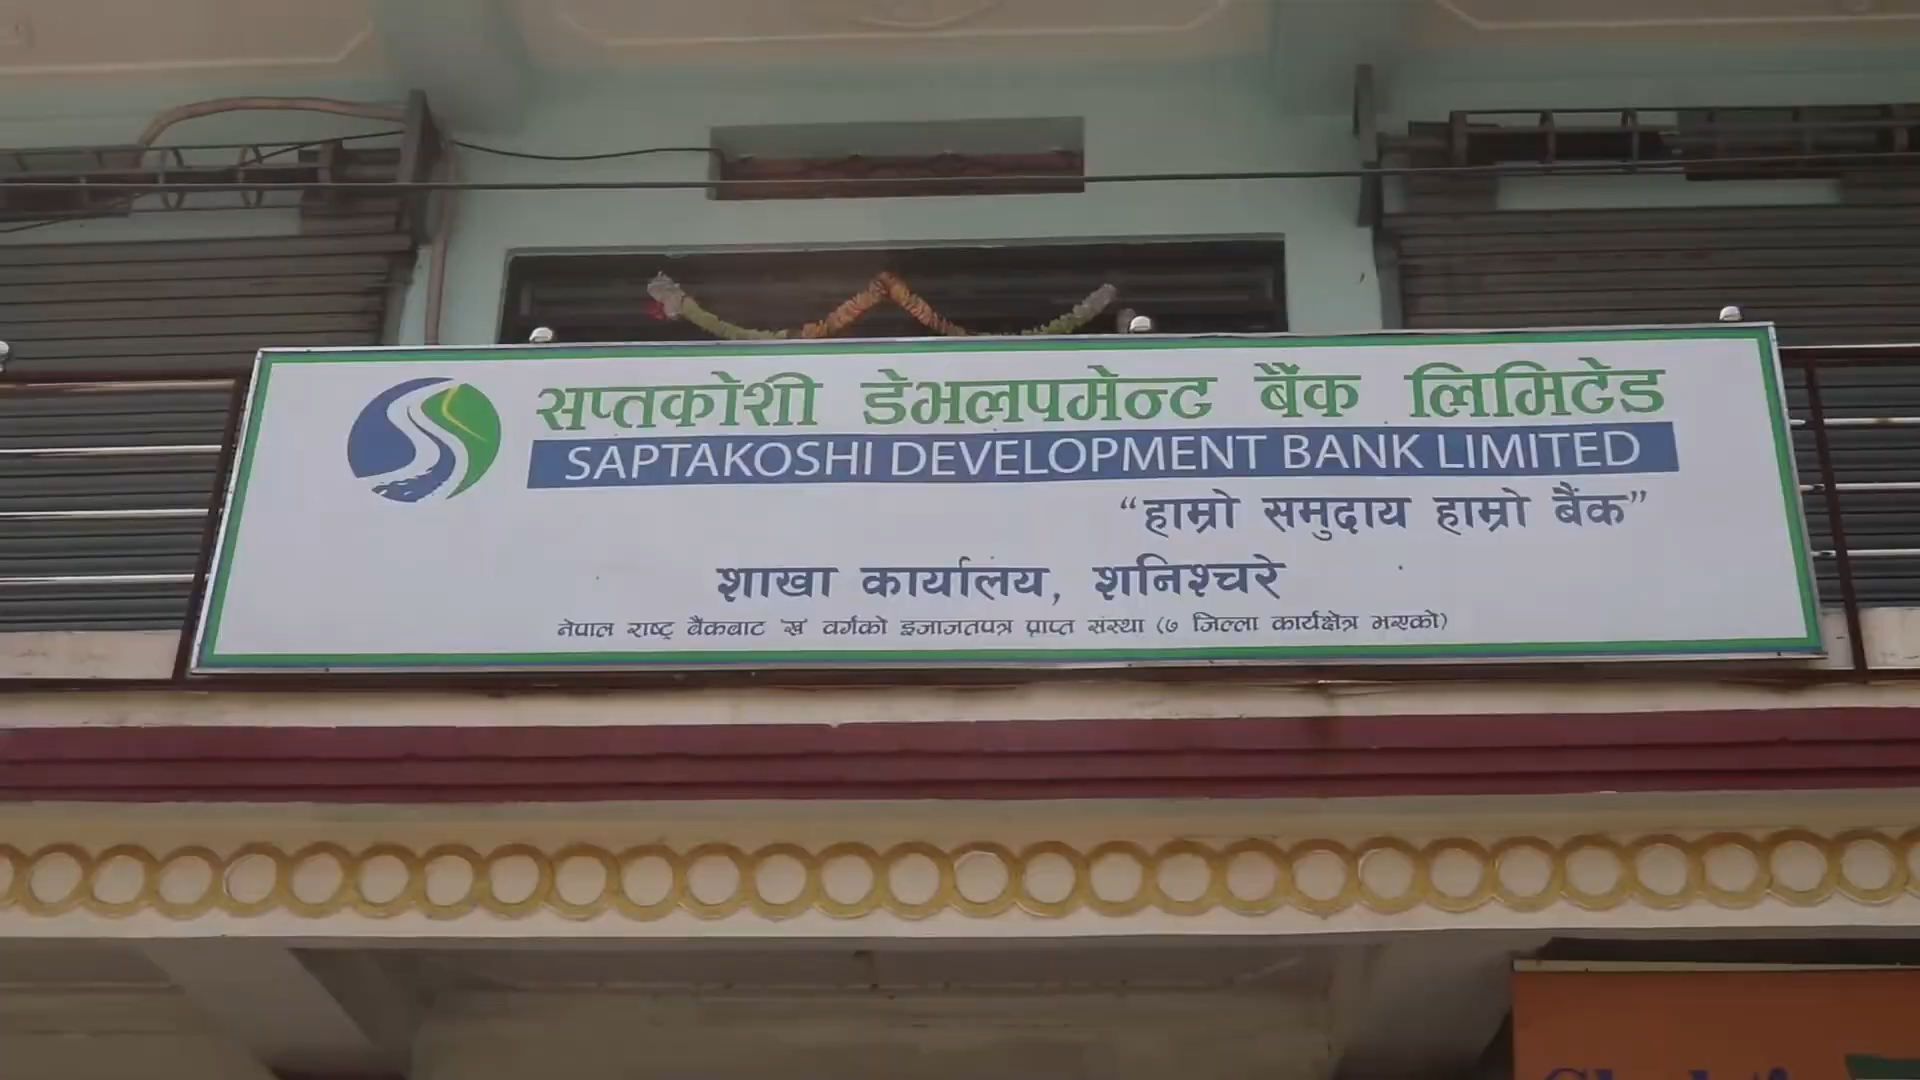 सप्तकोशी डेभलपमेन्ट बैंक लिमिटेड
SAPTAKOSHI DEVELOPMENT BANK LIMITED
“हाम्रो समुदाय हाम्रो बैंक”
शाखा कार्यालय, शनिश्चरे
नेपाल राष्ट्र बैंकबाट 'ख' वर्गको इजाजतपत्र प्राप्त संस्था (७ जिल्ला कार्यक्षेत्र भएको)